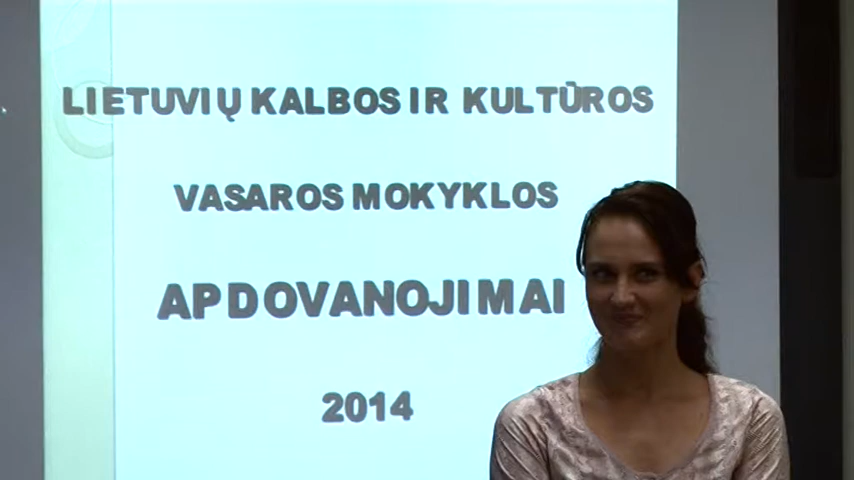 LIETUVIŲ KALBOS IR KULTŪROS
VASAROS MOKYKLOS
APDOVANOJIMAI
2014